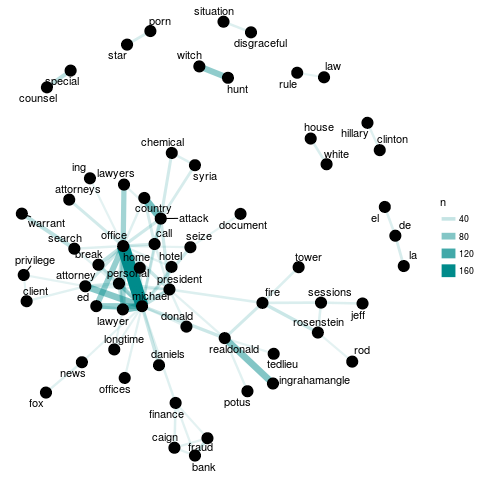 situation
porn
star
disgraceful
witch
hunt
law
rule
special
counsel
house
hillary
clinton
white
chemical
ing
lawyers
syria
attorneys
country
attack
document
el
de
la
warrant
search
office
call
seize
break
home
hotel
privilege
attorney
personal
president
tower
client
ed
michael
fire
sessions
lawyer
donald
jeff
rosenstein
longtime
realdonald
daniels
tedlieu
rod
news
offices
ingrahamangle
fox
potus
finance
caign
fraud
bank
n
40
80
120
160